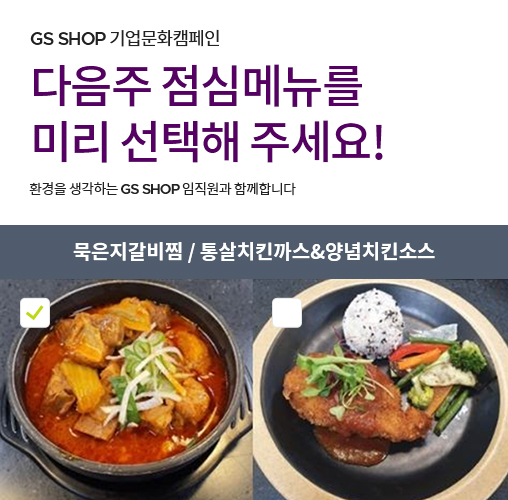 GS SHOP 기업문화캠페인
다음주 점심메뉴를
미리 선택해 주세요!
환경을 생각하는 GS SHOP 임직원과 함께합니다
묵은지갈비찜 / 통살치킨까스&양념치킨소스